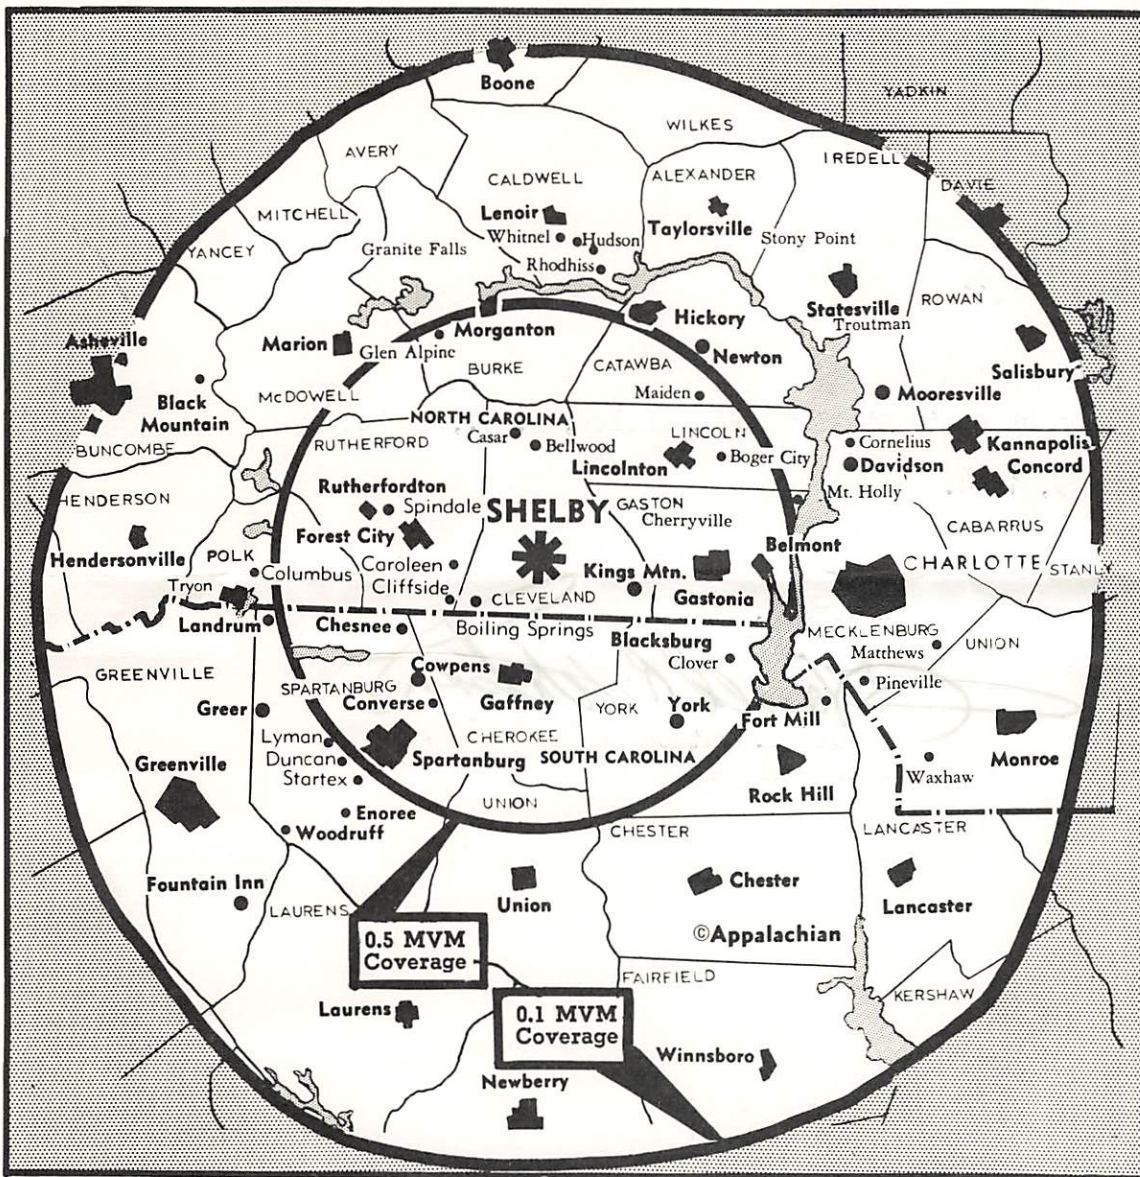 Boone
YADKIN
WILKES
AVERY
IREDELL
CALDWELL
ALEXANDER
DAVIE
MITCHELL
Lenoir
Taylorsville
Whitnel
Hudson
Stony Point
YANCEY
Granite Falls
Rhodhiss
ROWAN
Statesville
Troutman
Hickory
Morganton
Asheville
Marion
Glen Alpine
Newton
Salisbury
BURKE
CATAWBA
Black
Mountain
McDOWELL
Maiden
Mooresville
NORTH CAROLINA
Casar
Bellwood
LINCOLN
Boger City
Cornelius
Kannapolis
BUNCOMBE
RUTHERFORD
Lincolnton
Davidson
Concord
HENDERSON
Rutherfordton
Spindale
SHELBY
GASTON
Cherryville
Mt. Holly
CABARRUS
Hendersonville
Forest City
POLK
Columbus
Caroleen
Cliffside
Kings Mtn.
Belmont
CHARLOTTE
STANLY
Tryon
CLEVELAND
Gastonia
Landrum
Chesnee
Boiling Springs
Blacksburg
MECKLENBURG
Matthews
UNION
Clover
GREENVILLE
Cowpens
SPARTANBURG
Converse
Gaffney
Pineville
Greer
YORK
York
Fort Mill
Lyman
Duncan
Startex
CHEROKEE
Spartanburg
SOUTH CAROLINA
Greenville
Monroe
Waxhaw
Rock Hill
UNION
Enoree
Woodruff
CHESTER
LANCASTER
Fountain Inn
LAURENS
Union
Chester
Lancaster
©Appalachian
0.5 MVM
Coverage
FAIRFIELD
KERSHAW
Laurens
0.1 MVM
Coverage
Winnsboro
Newberry